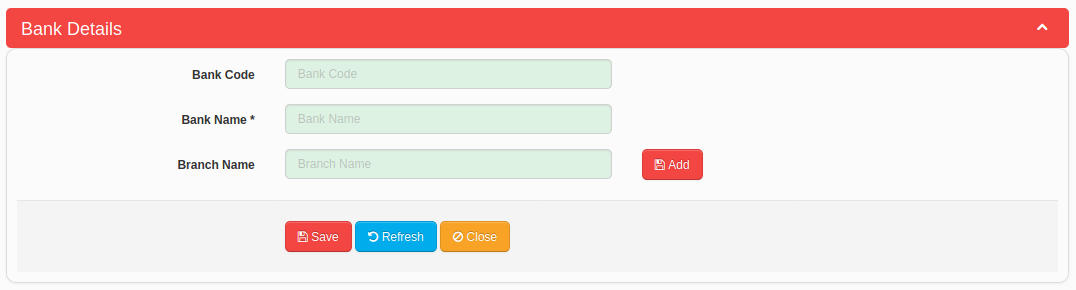 Bank Details
Bank Code Bank Code
Bank Name * Bank Name
Branch Name Branch Name Add
Save Refresh Close